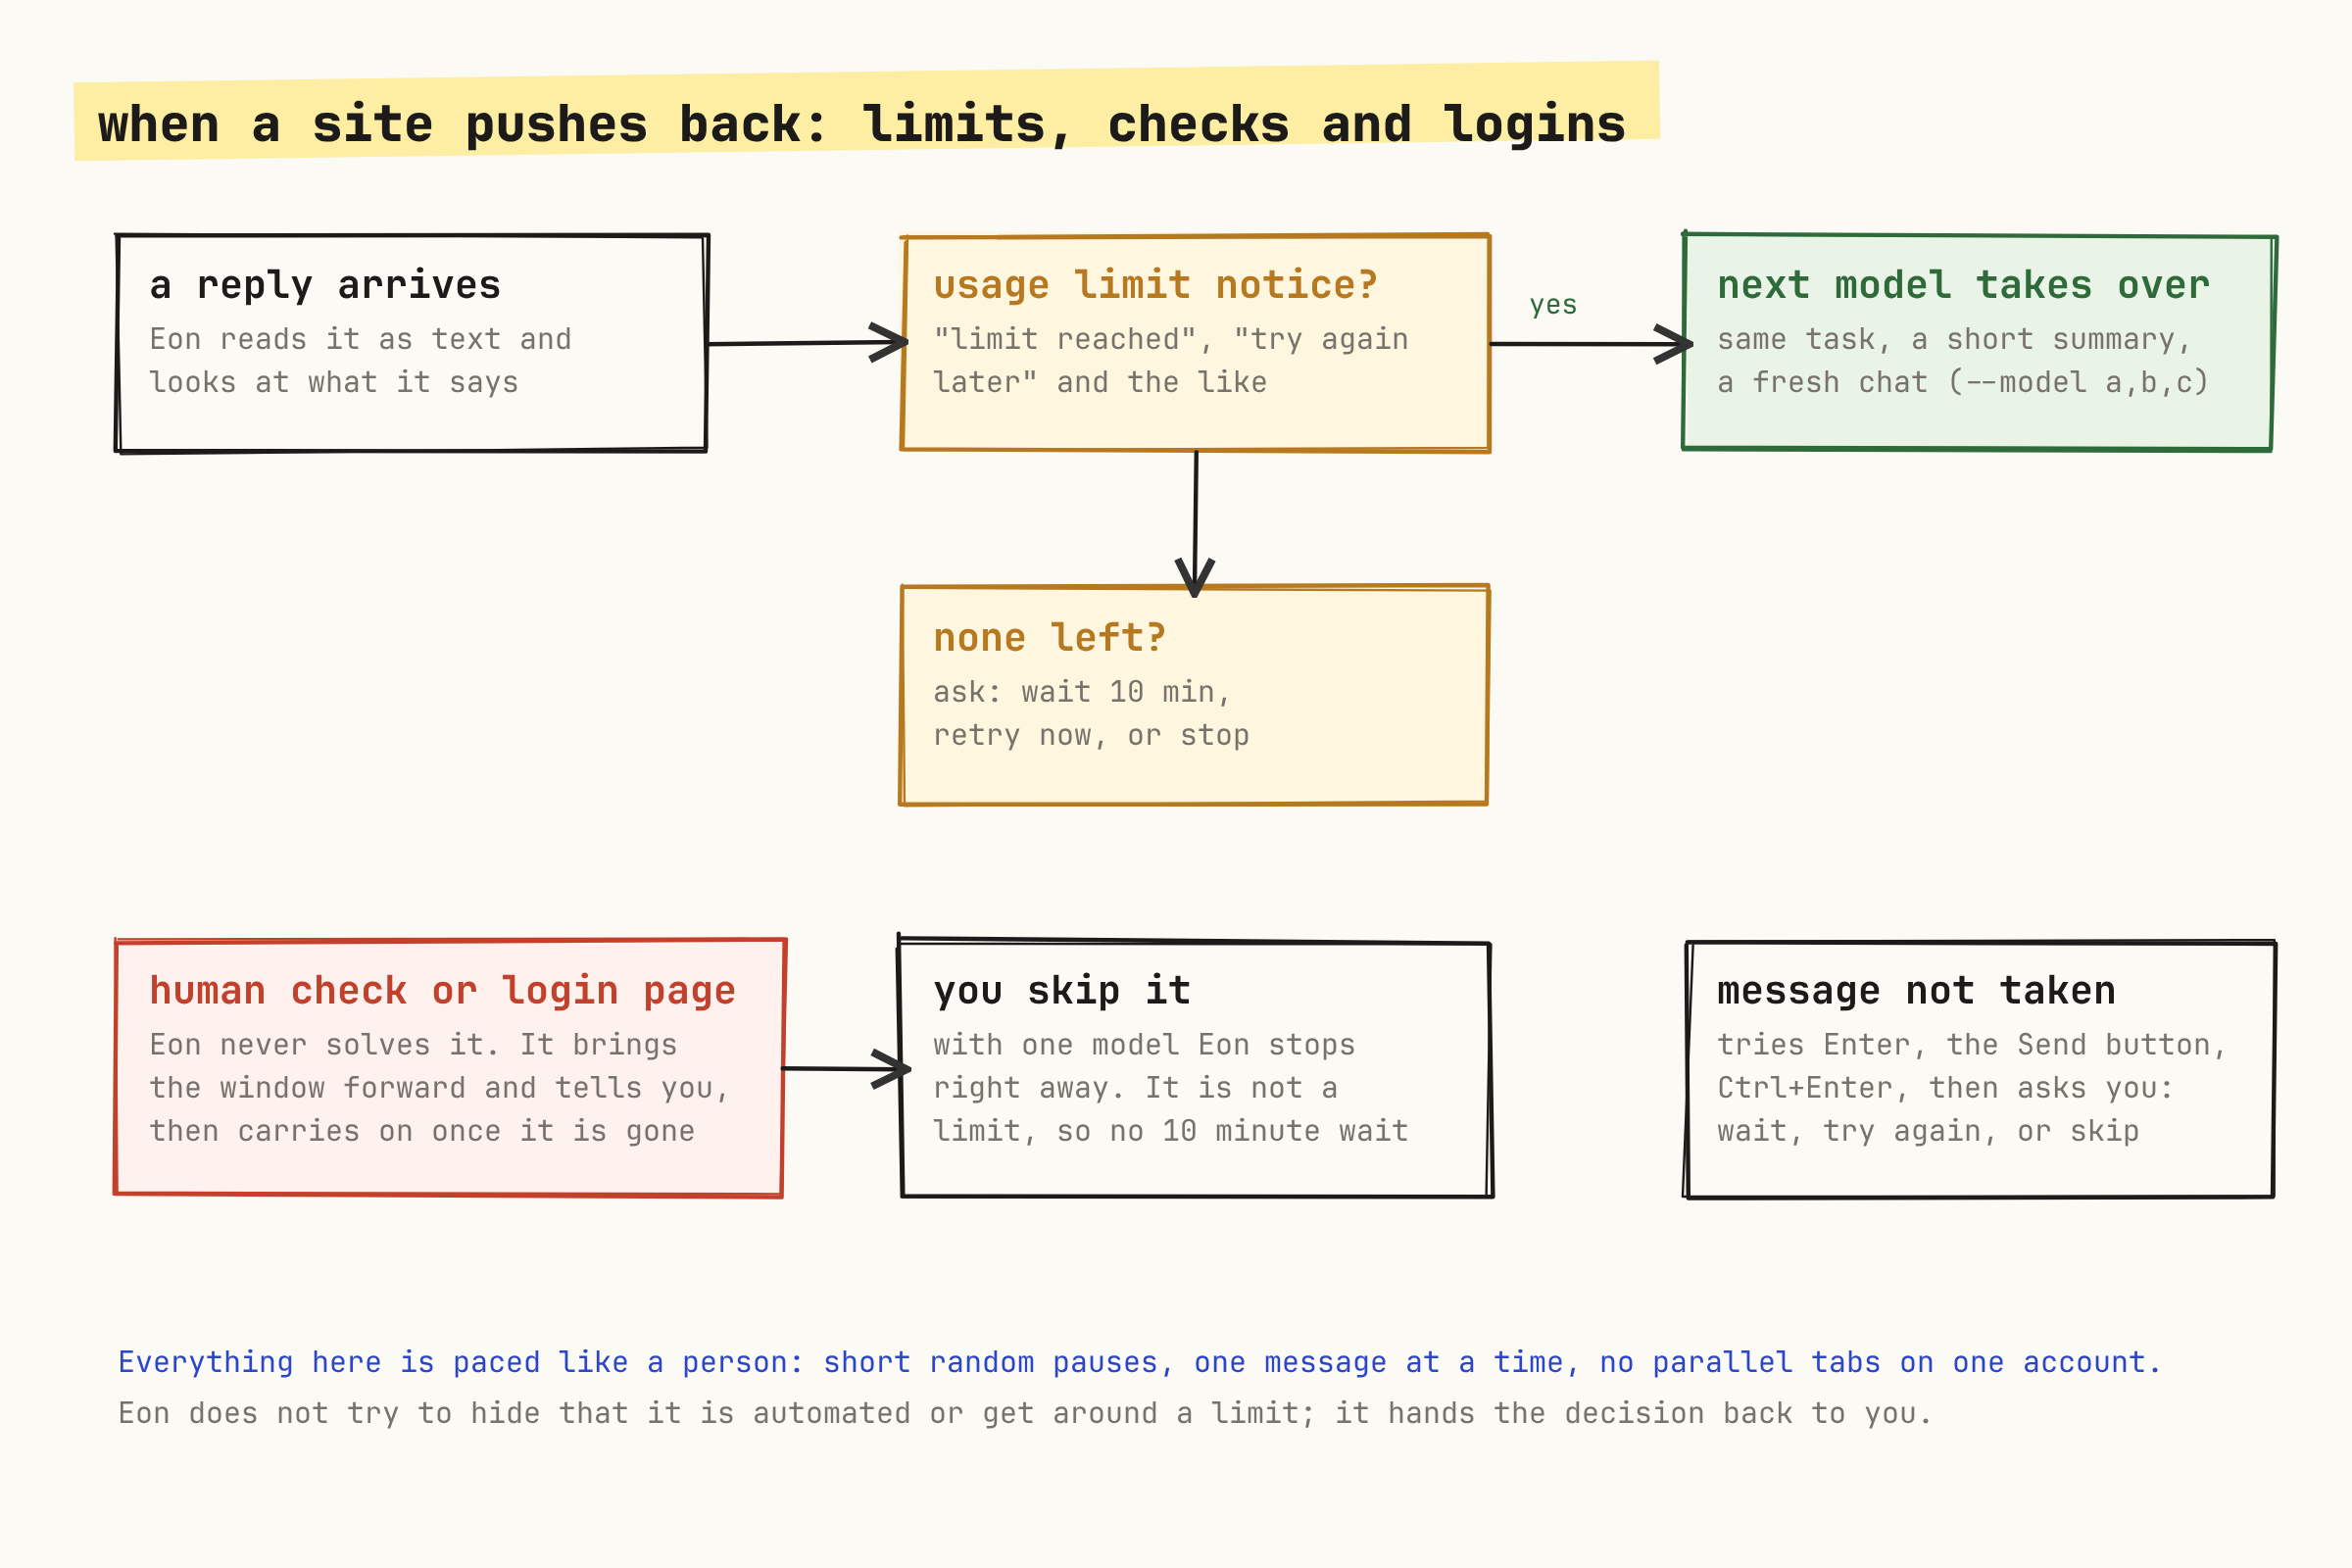 when a site pushes back: limits, checks and logins
a reply arrives
Eon reads it as text and
looks at what it says
usage limit notice?
"limit reached", "try again
later" and the like
yes
next model takes over
same task, a short summary,
a fresh chat (--model a,b,c)
none left?
ask: wait 10 min,
retry now, or stop
human check or login page
Eon never solves it. It brings
the window forward and tells you,
then carries on once it is gone
you skip it
with one model Eon stops
right away. It is not a
limit, so no 10 minute wait
message not taken
tries Enter, the Send button,
Ctrl+Enter, then asks you:
wait, try again, or skip
Everything here is paced like a person: short random pauses, one message at a time, no parallel tabs on one account.
Eon does not try to hide that it is automated or get around a limit; it hands the decision back to you.